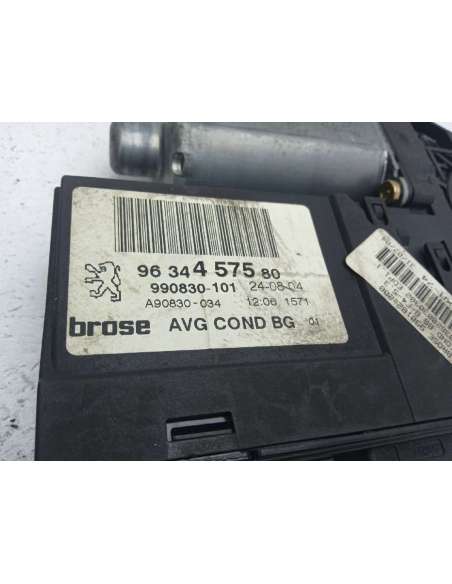 96 344 575 80
990830-101 24-08-04
A90830-034 12:06 1571
brose AVG COND BG 01